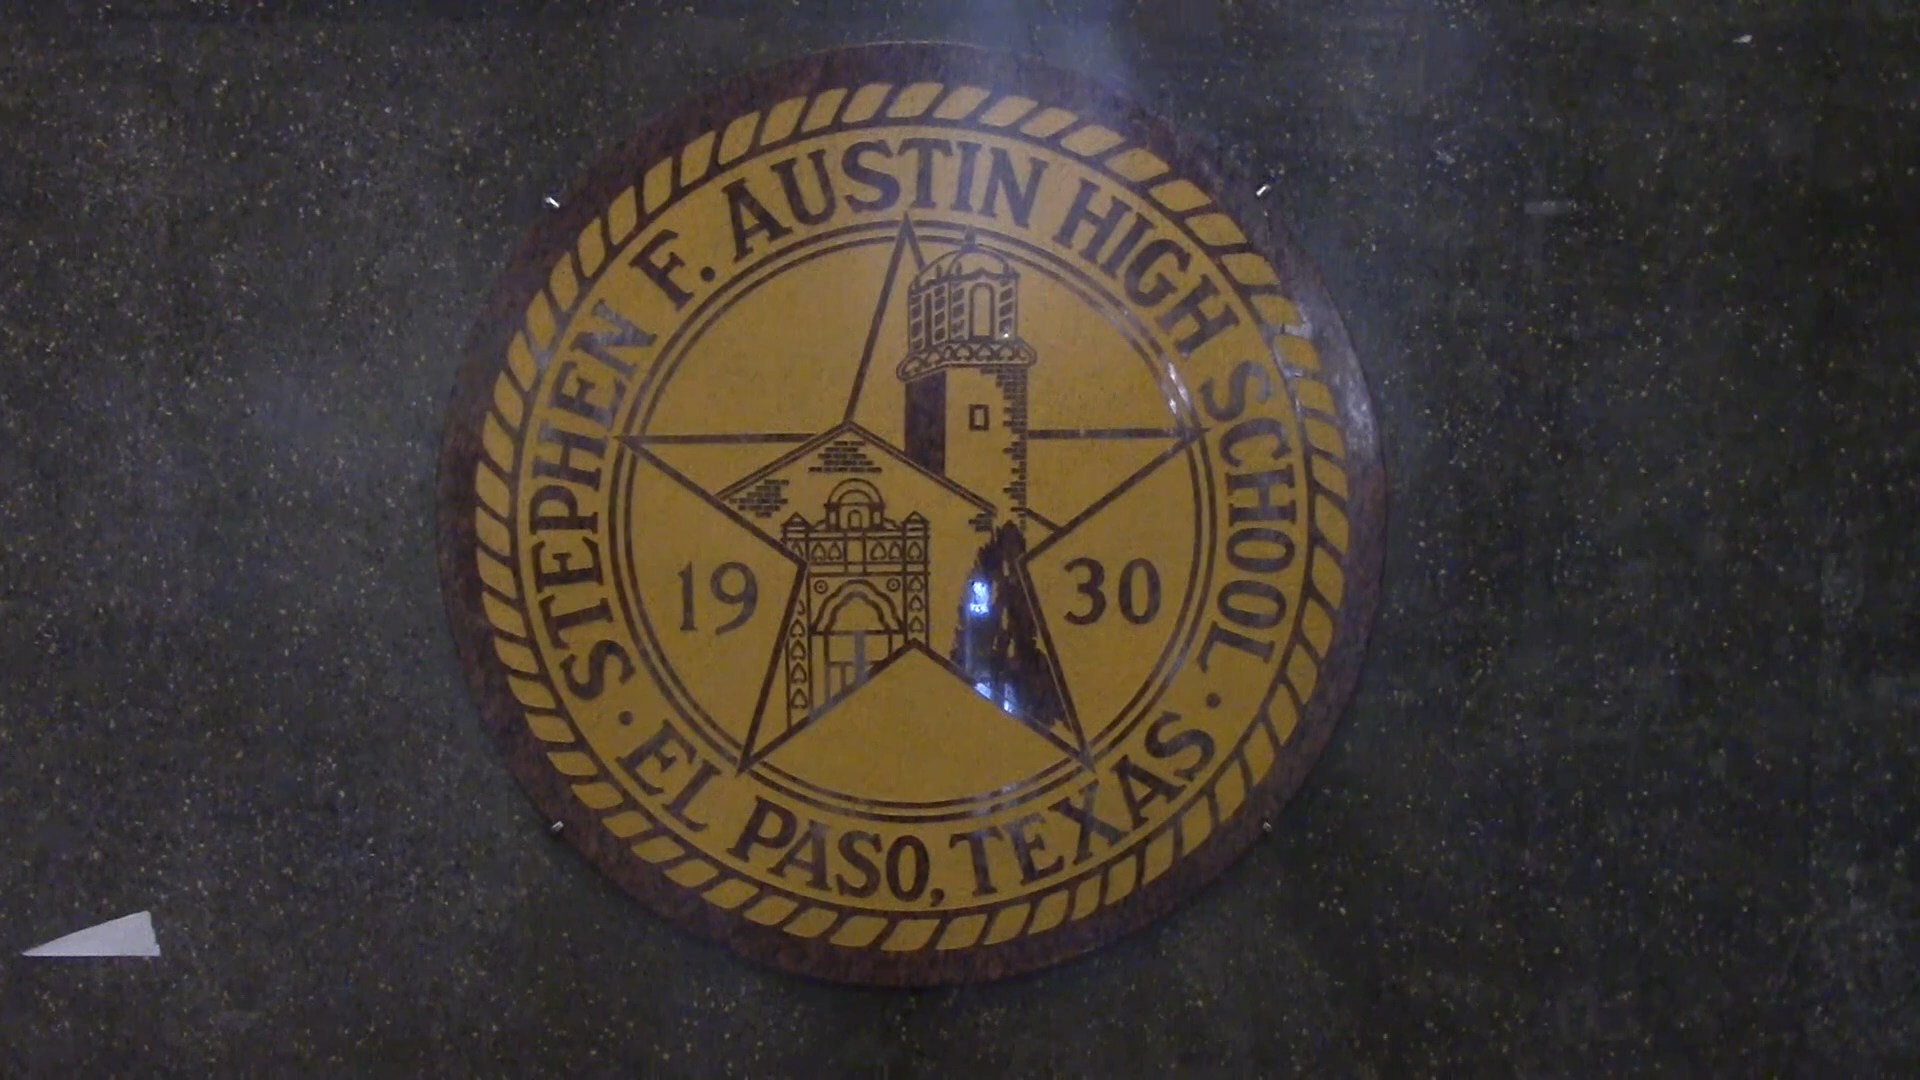 STEPHEN F. AUSTIN HIGH SCHOOL
19 30
· EL PASO, TEXAS ·